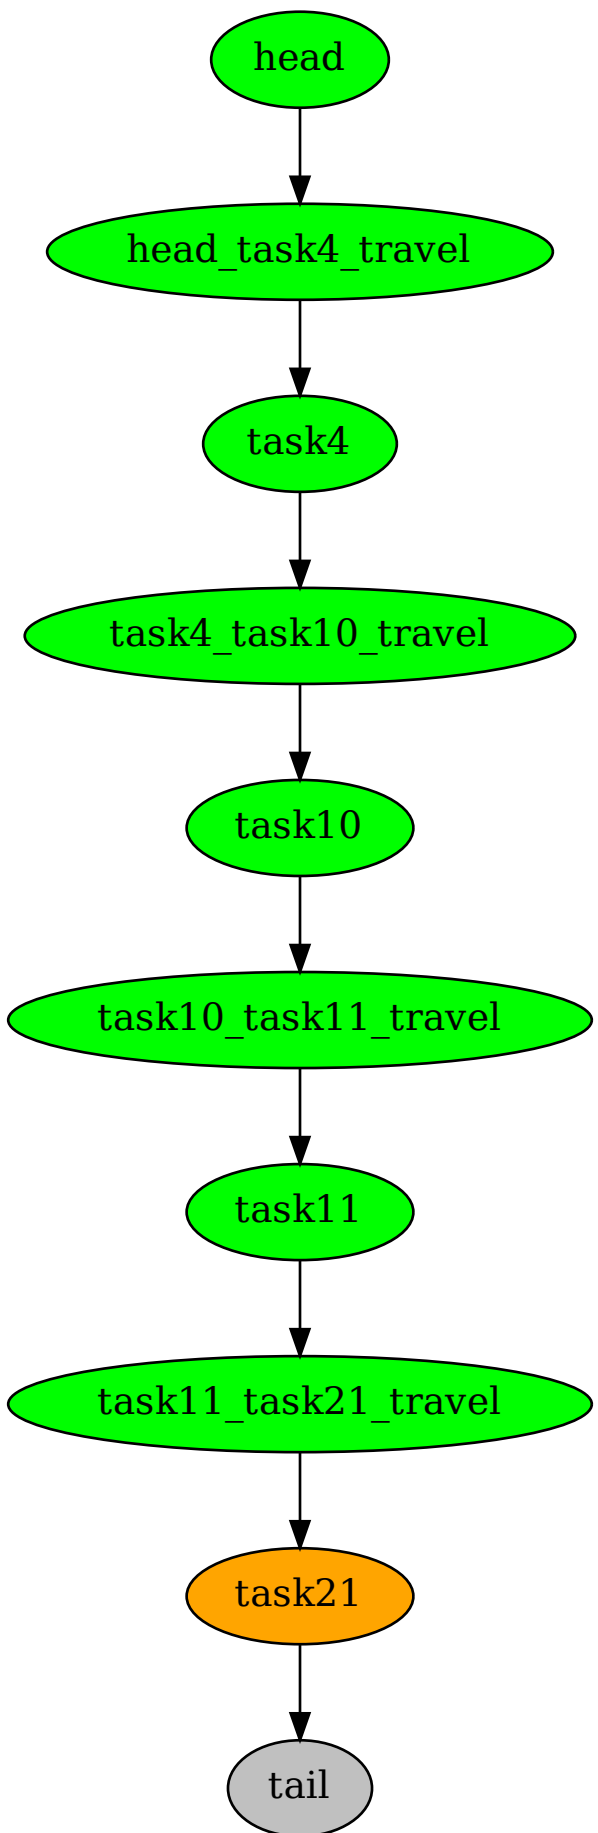 head
head_task4_travel
task4
task4_task10_travel
task10
task10_task11_travel
task11
task11_task21_travel
task21
tail